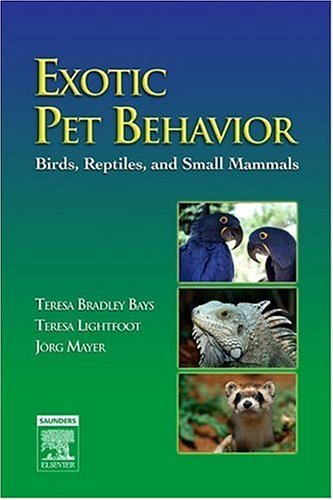 EXOTIC
PET BEHAVIOR
Birds, Reptiles, and Small Mammals
TERESA BRADLEY BAYS
TERESA LIGHTFOOT
JÖRG MAYER
SAUNDERS
ELSEVIER